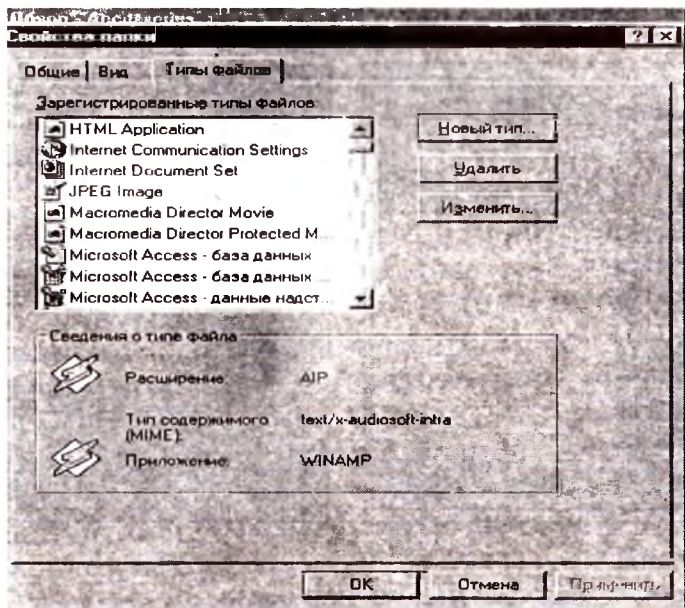 Свойства папки
Общие Вид Типы файлов
Зарегистрированные типы файлов
HTML Application
Internet Communication Settings
Internet Document Set
JPEG Image
Macromedia Director Movie
Macromedia Director Protected M...
Microsoft Access - база данных
Microsoft Access - база данных
Microsoft Access - данные надст...
Новый тип...
Удалить
Изменить...
Сведения о типе файла
Расширение: AIP
Тип содержимого (MIME): text/x-audiosoft-intra
Приложение: WINAMP
OK Отмена Применить